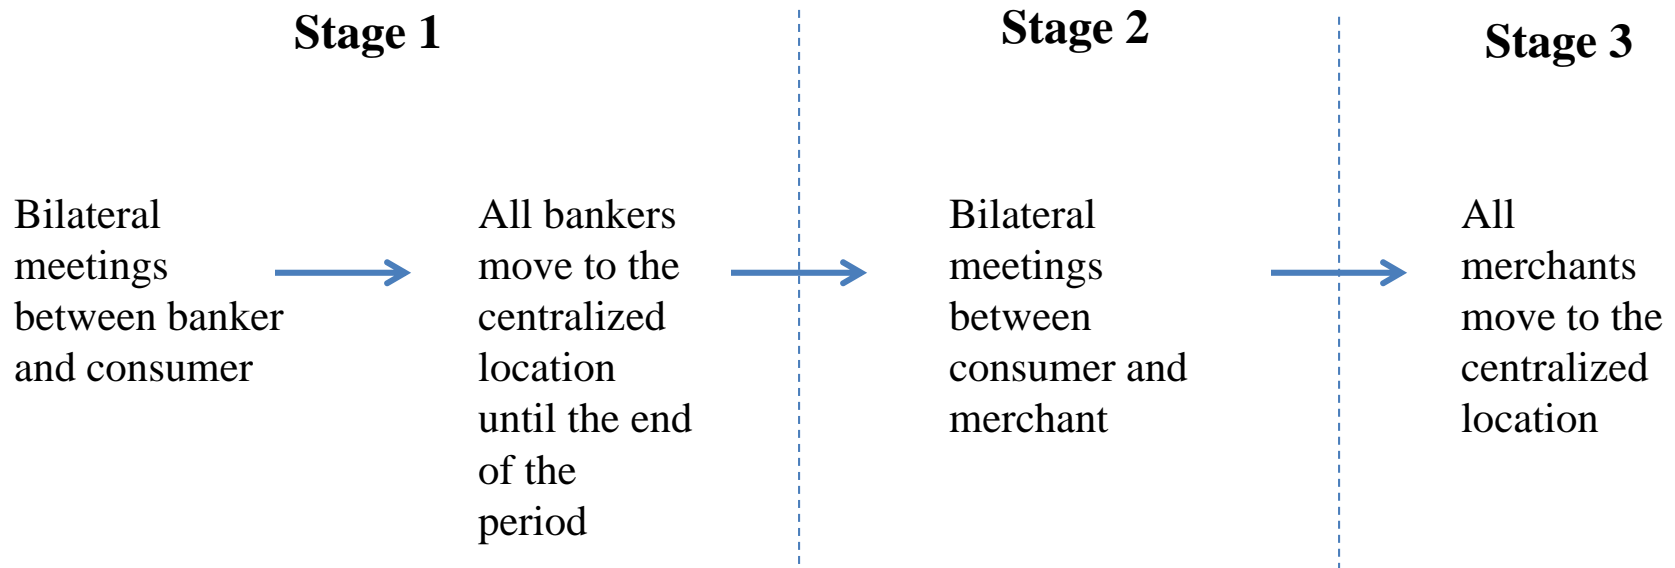 Stage 1
Stage 2
Stage 3
Bilateral
meetings
between banker
and consumer
All bankers
move to the
centralized
location
until the end
of the
period
Bilateral
meetings
between
consumer and
merchant
All
merchants
move to the
centralized
location